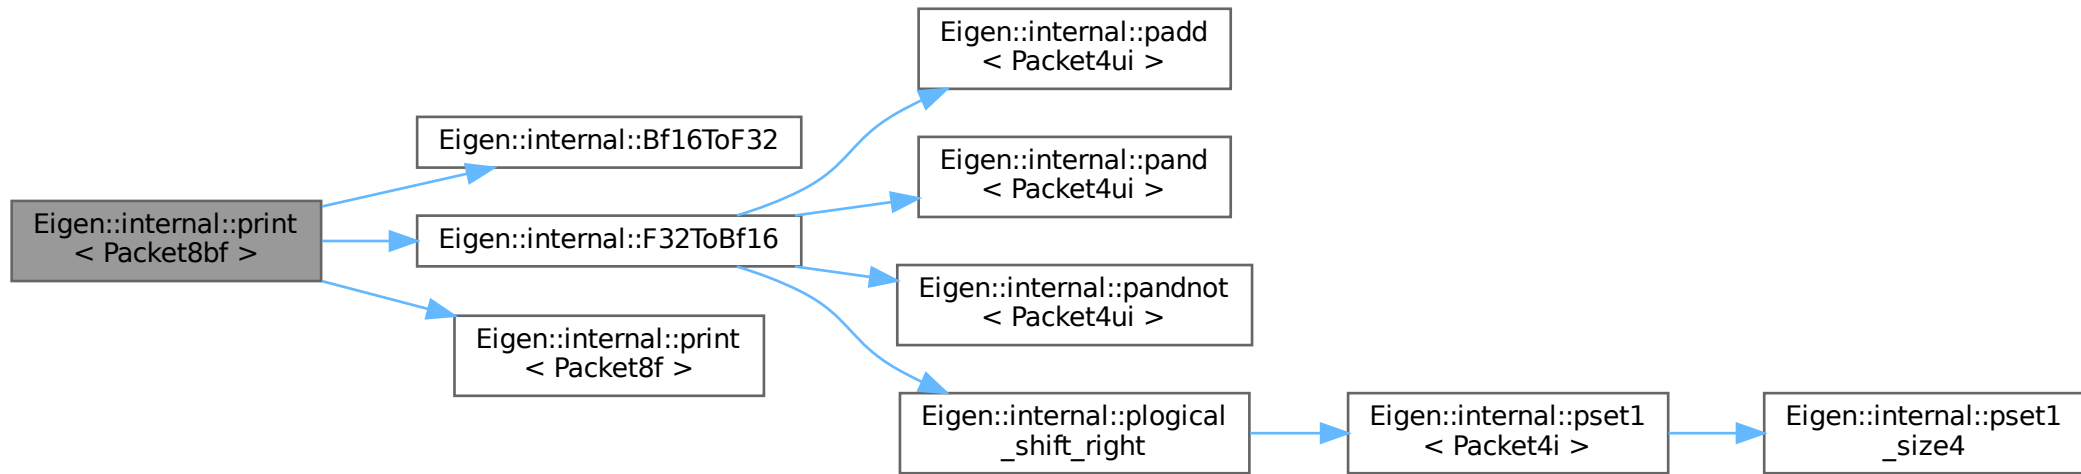 Eigen::internal::print
< Packet8bf >
Eigen::internal::Bf16ToF32
Eigen::internal::F32ToBf16
Eigen::internal::print
< Packet8f >
Eigen::internal::padd
< Packet4ui >
Eigen::internal::pand
< Packet4ui >
Eigen::internal::pandnot
< Packet4ui >
Eigen::internal::plogical
_shift_right
Eigen::internal::pset1
< Packet4i >
Eigen::internal::pset1
_size4